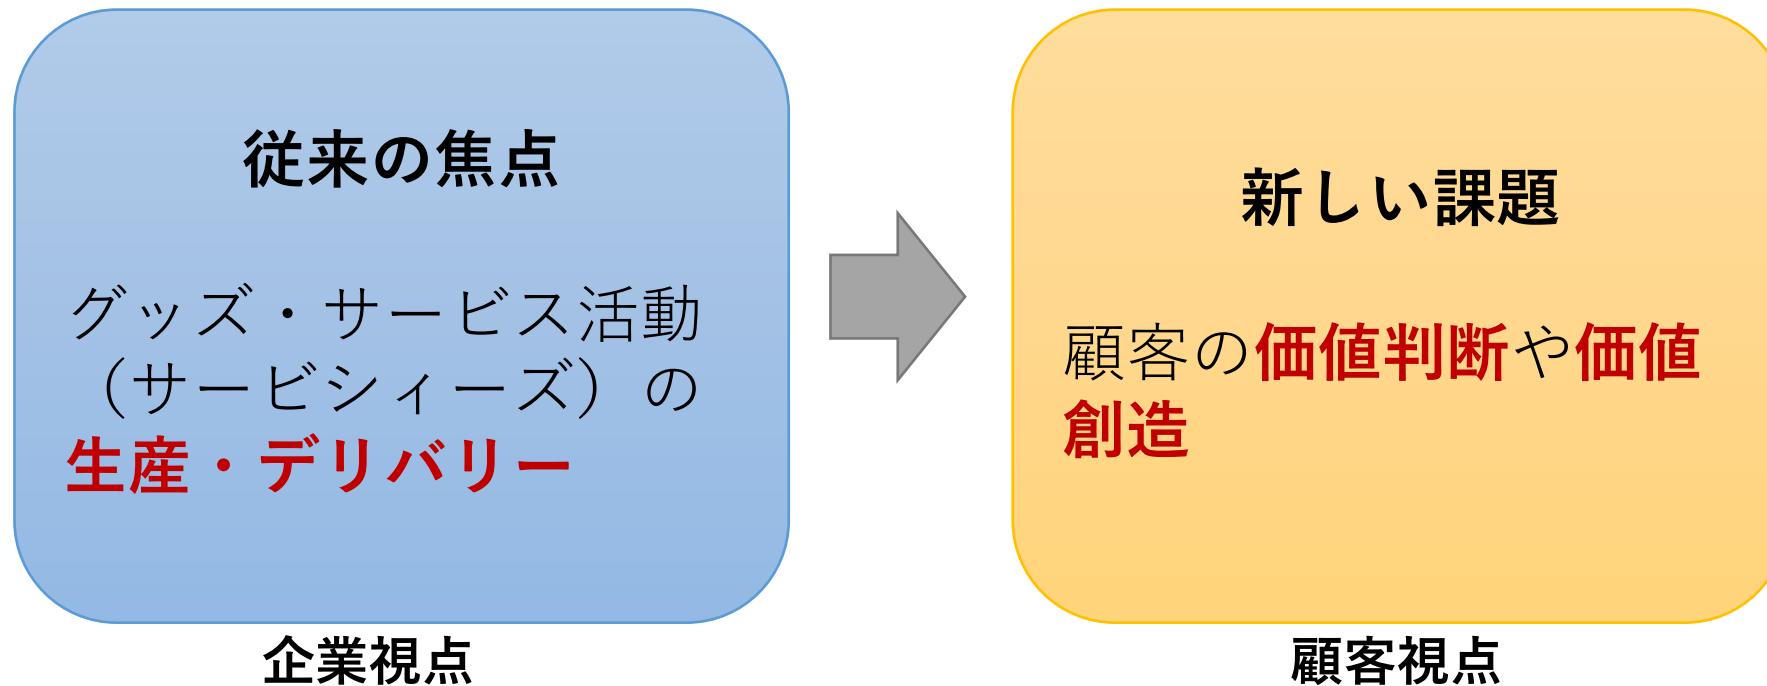 従来の焦点
グッズ・サービス活動
（サービシィーズ）の
生産・デリバリー
企業視点
新しい課題
顧客の価値判断や価値
創造
顧客視点